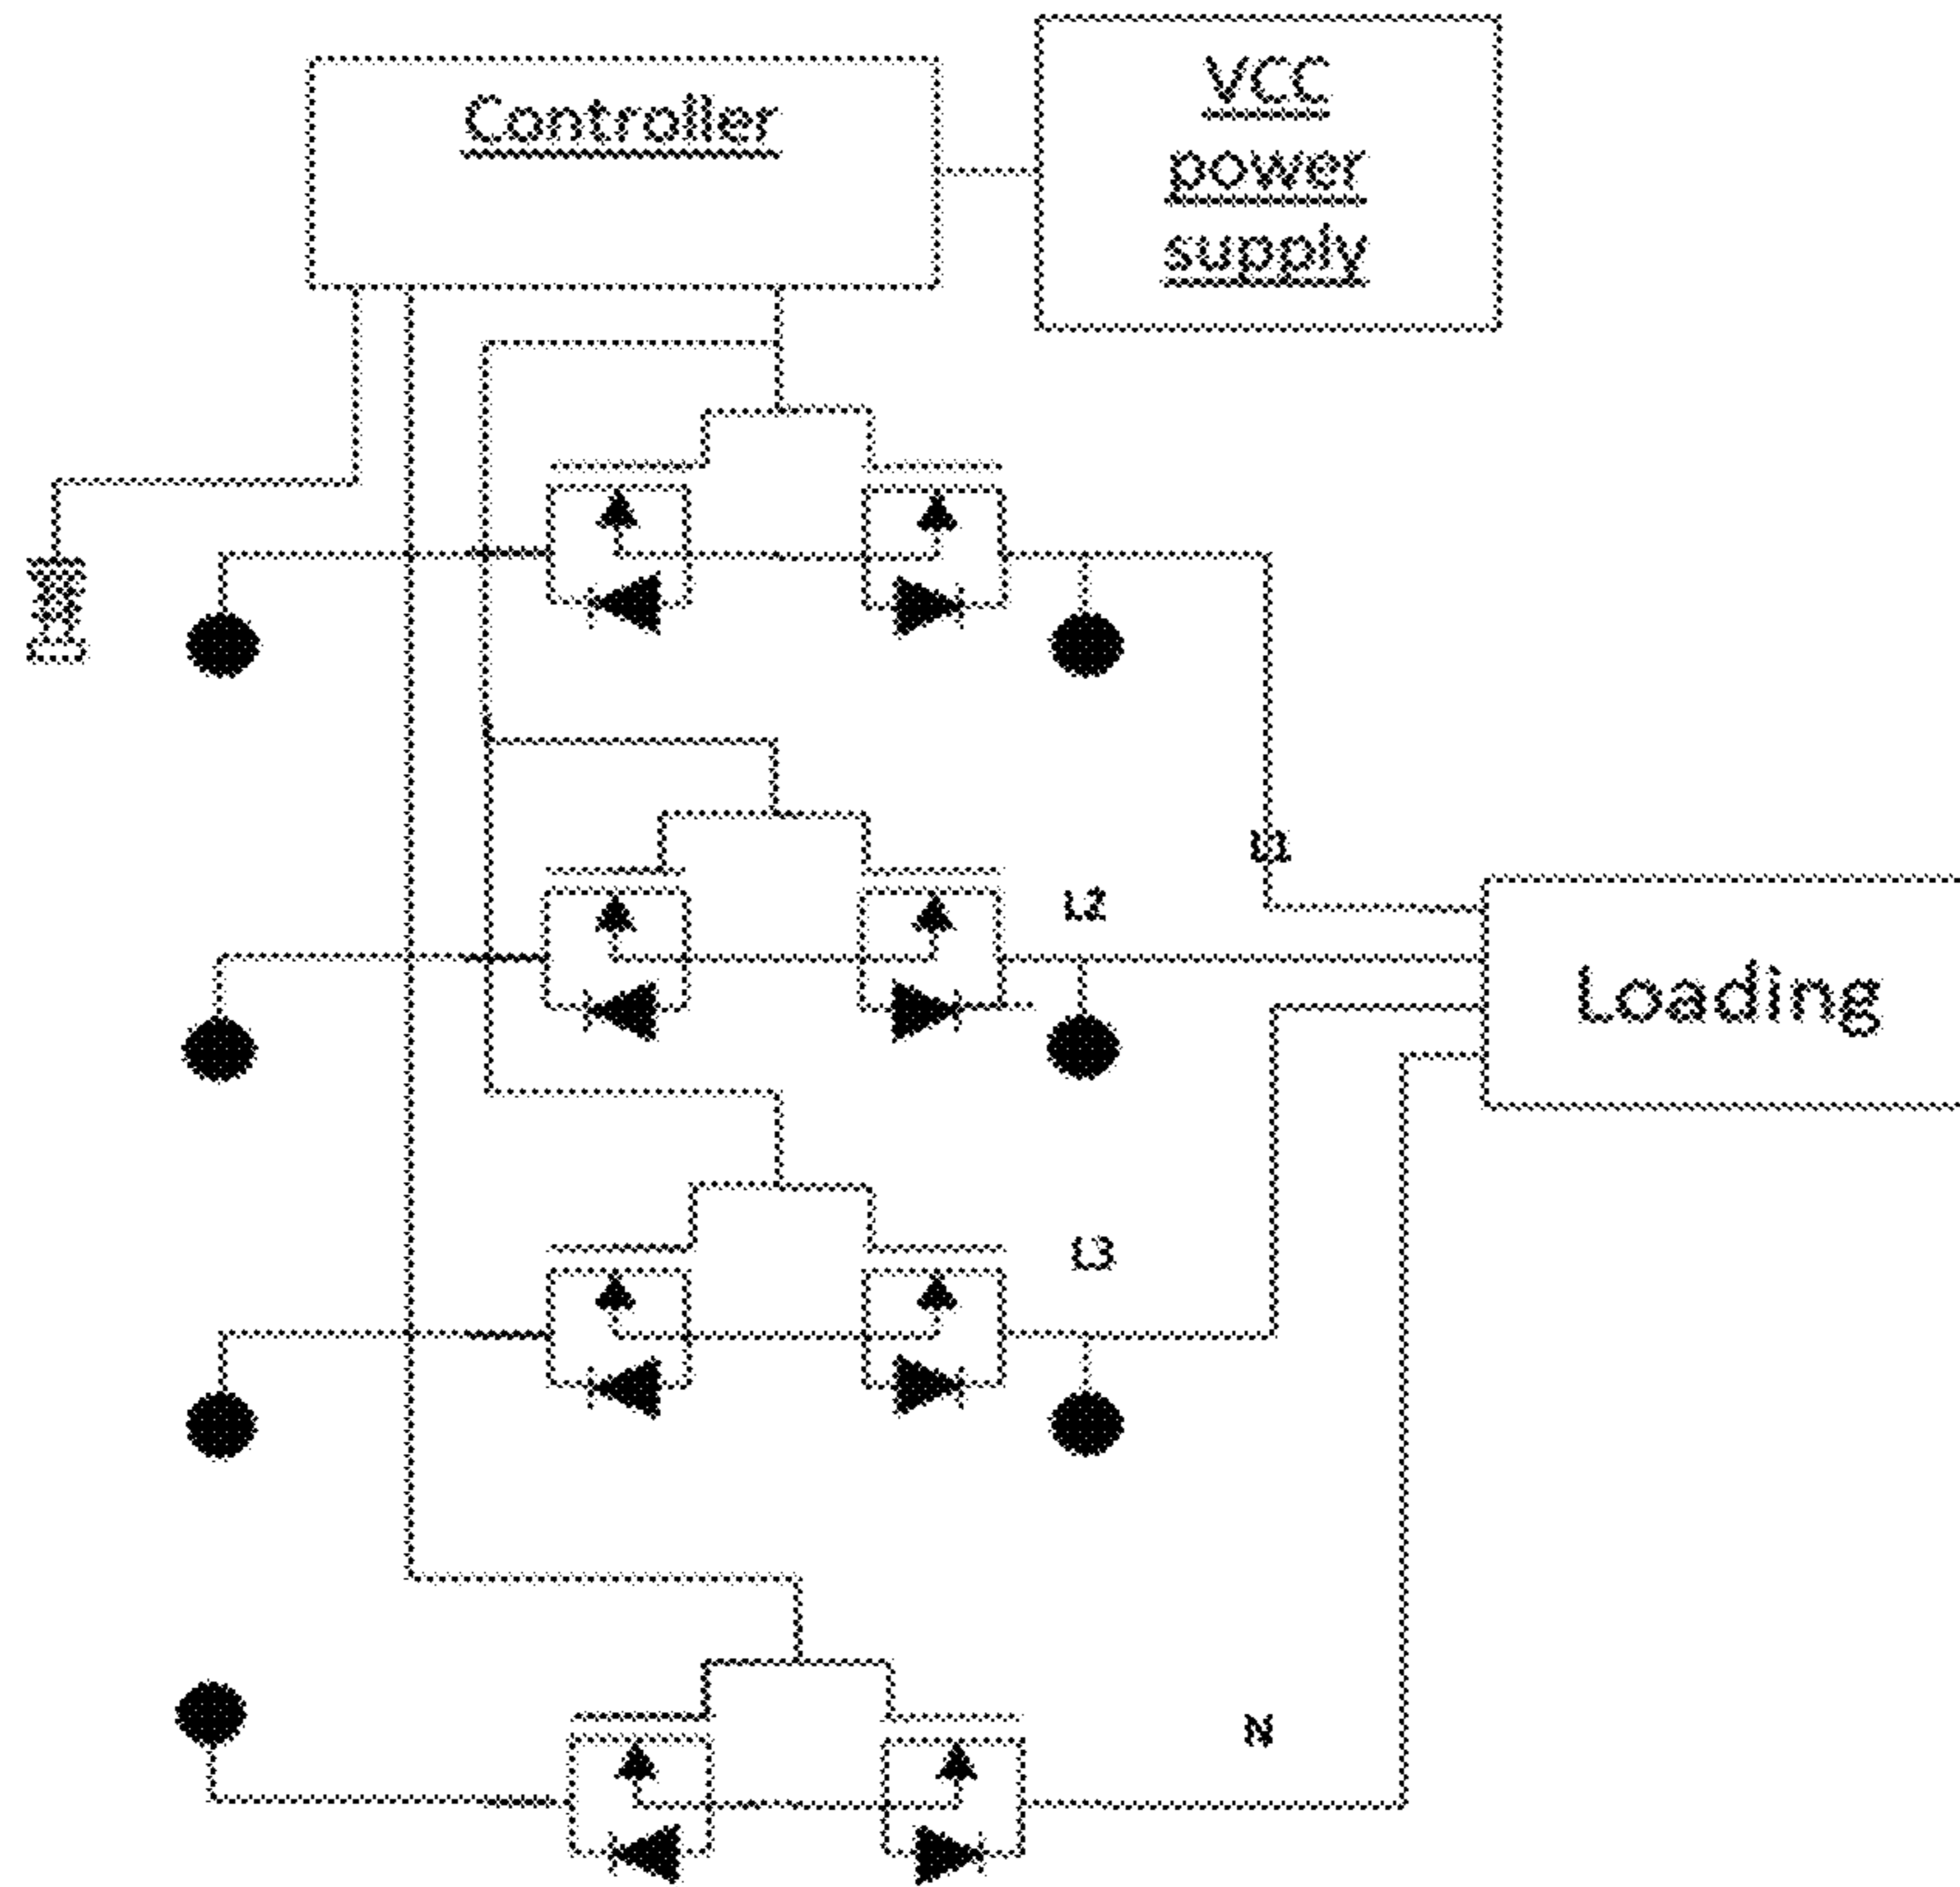 Controller
VCC
power
supply
L1
L2
Loading
L3
N